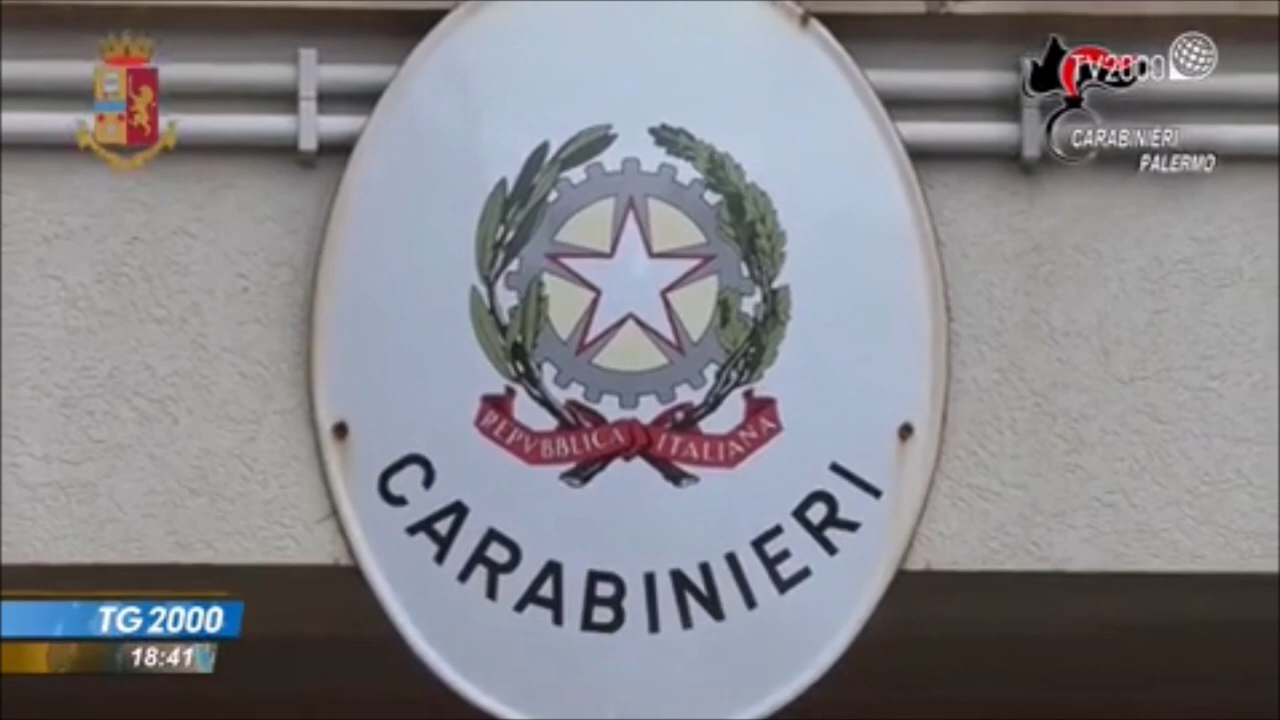 TV2000
CARABINIERI
PALERMO
REPVBBLICA ITALIANA
CARABINIERI
TG 2000
18:41